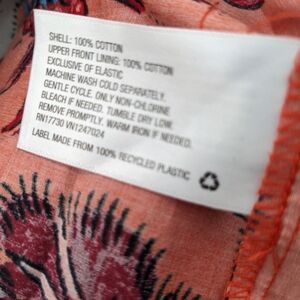 SHELL: 100% COTTON
UPPER FRONT LINING: 100% COTTON
EXCLUSIVE OF ELASTIC
MACHINE WASH COLD SEPARATELY.
GENTLE CYCLE. ONLY NON-CHLORINE
BLEACH IF NEEDED. TUMBLE DRY LOW.
REMOVE PROMPTLY. WARM IRON IF NEEDED.
RN17730 VN1247024
LABEL MADE FROM 100% RECYCLED PLASTIC